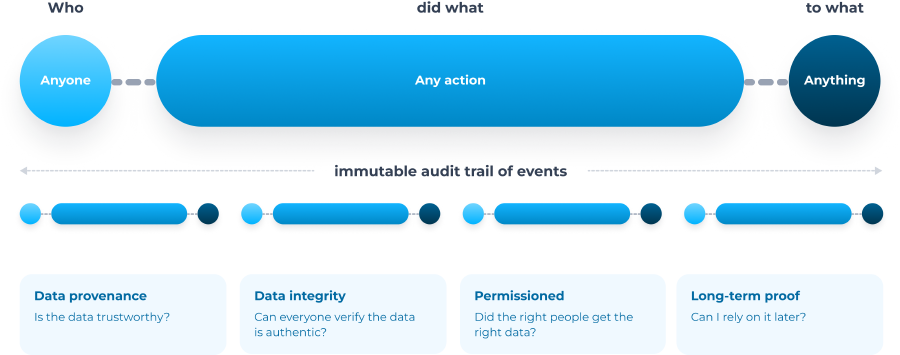 Who
did what
to what
Anyone
Any action
Anything
immutable audit trail of events
Data provenance
Is the data trustworthy?
Data integrity
Can everyone verify the data
is authentic?
Permissioned
Did the right people get the
right data?
Long-term proof
Can I rely on it later?